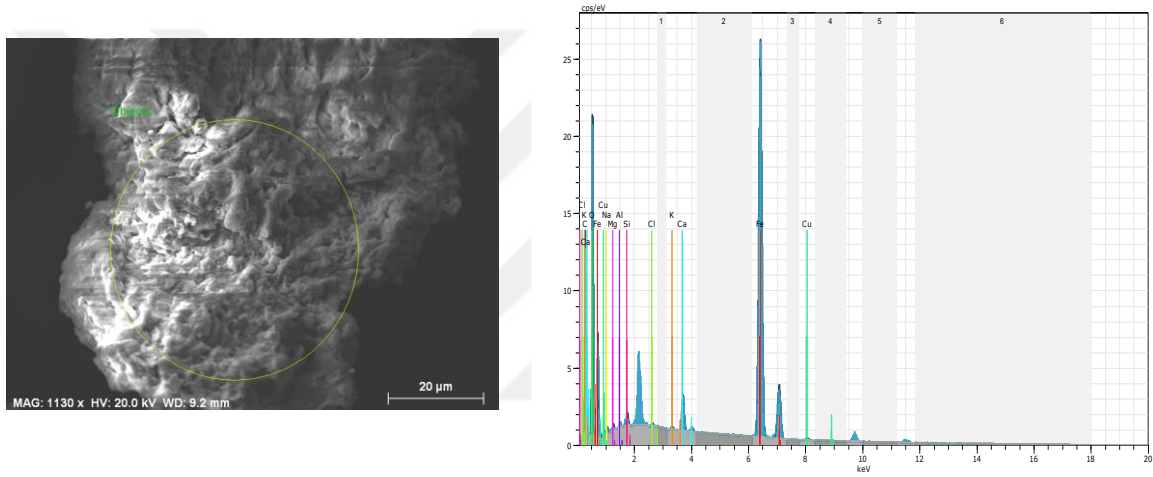 MAG: 1130 x HV: 20.0 kV WD: 9.2 mm
20 µm
cps/eV
1 2 3 4 5 6
25
20
15
10
5
0
Cl Cu
K O Na Al K
C Fe Mg Si Cl Ca Fe Cu
Ca
2 4 6 8 10 12 14 16 18 20
keV